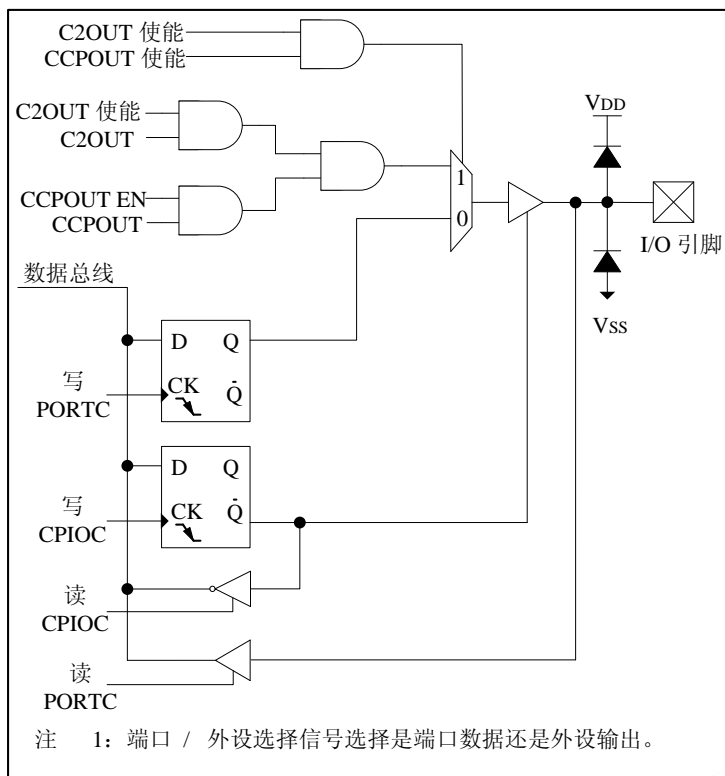 C2OUT 使能
CCPOUT 使能
C2OUT 使能
C2OUT
CCPOUT EN
CCPOUT
1
0
VDD
I/O 引脚
VSS
数据总线
D Q
CK Q̄
写
PORTC
D Q
CK Q̄
写
CPIOC
读
CPIOC
读
PORTC
注 1: 端口 / 外设选择信号选择是端口数据还是外设输出。